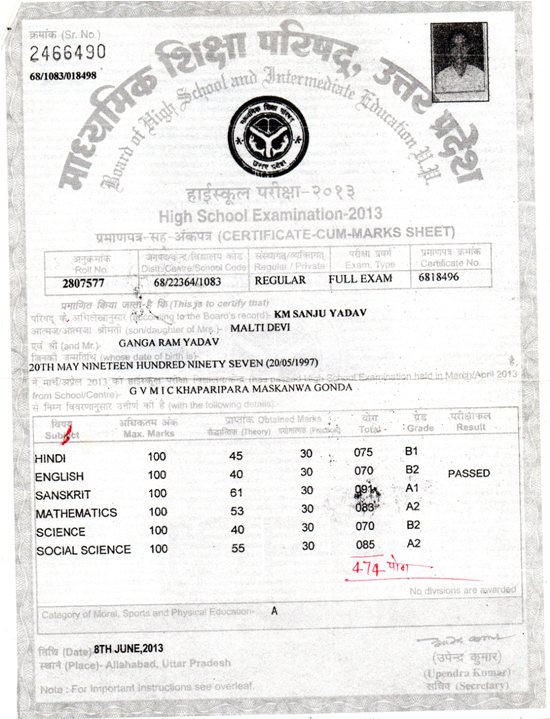 क्रमांक (Sr. No.)
2466490
68/1083/018498
माध्यमिक शिक्षा परिषद, उत्तर प्रदेश
Board of High School and Intermediate Education U.P.
हाईस्कूल परीक्षा-२०१३
High School Examination-2013
प्रमाणपत्र-सह-अंकपत्र (CERTIFICATE-CUM-MARKS SHEET)
अनुक्रमांक जनपद/केन्द्र/विद्यालय कोड संस्थागत/व्यक्तिगत परीक्षा प्रवर्ग प्रमाणपत्र क्रमांक
Roll No. Distt/Centre/School Code Regular / Private Exam. Type Certificate No.
2807577 68/22364/1083 REGULAR FULL EXAM 6818496
प्रमाणित किया जाता है कि (This is to certify that)
परिषद के अभिलेखानुसार (According to the Board's record)- KM SANJU YADAV
आत्मज/आत्मजा श्रीमती (son/daughter of Mrs.)- MALTI DEVI
एवं श्री (and Mr.)- GANGA RAM YADAV
जिनकी जन्मतिथि (whose date of birth is)-
20TH MAY NINETEEN HUNDRED NINETY SEVEN (20/05/1997)
ने मार्च/अप्रैल 2013 की हाईस्कूल परीक्षा (has passed High School Examination held in March/April 2013
from School/Centre)- G V M I C KHAPARIPARA MASKANWA GONDA
से निम्न विवरणानुसार उत्तीर्ण की है (with the following details):-
विषय अधिकतम अंक प्राप्तांक Obtained Marks योग ग्रेड परीक्षाफल
Subject Max. Marks सैद्धान्तिक (Theory) प्रयोगात्मक (Practical) Total Grade Result
HINDI 100 45 30 075 B1
ENGLISH 100 40 30 070 B2 PASSED
SANSKRIT 100 61 30 091 A1
MATHEMATICS 100 53 30 083 A2
SCIENCE 100 40 30 070 B2
SOCIAL SCIENCE 100 55 30 085 A2
474 योग
No divisions are awarded
Catagory of Moral, Sports and Physical Education- A
तिथि (Date) 8TH JUNE,2013
स्थान (Place)- Allahabad, Uttar Pradesh
(उपेन्द्र कुमार)
(Upendra Kumar)
सचिव (Secretary)
Note : For important instructions see overleaf.